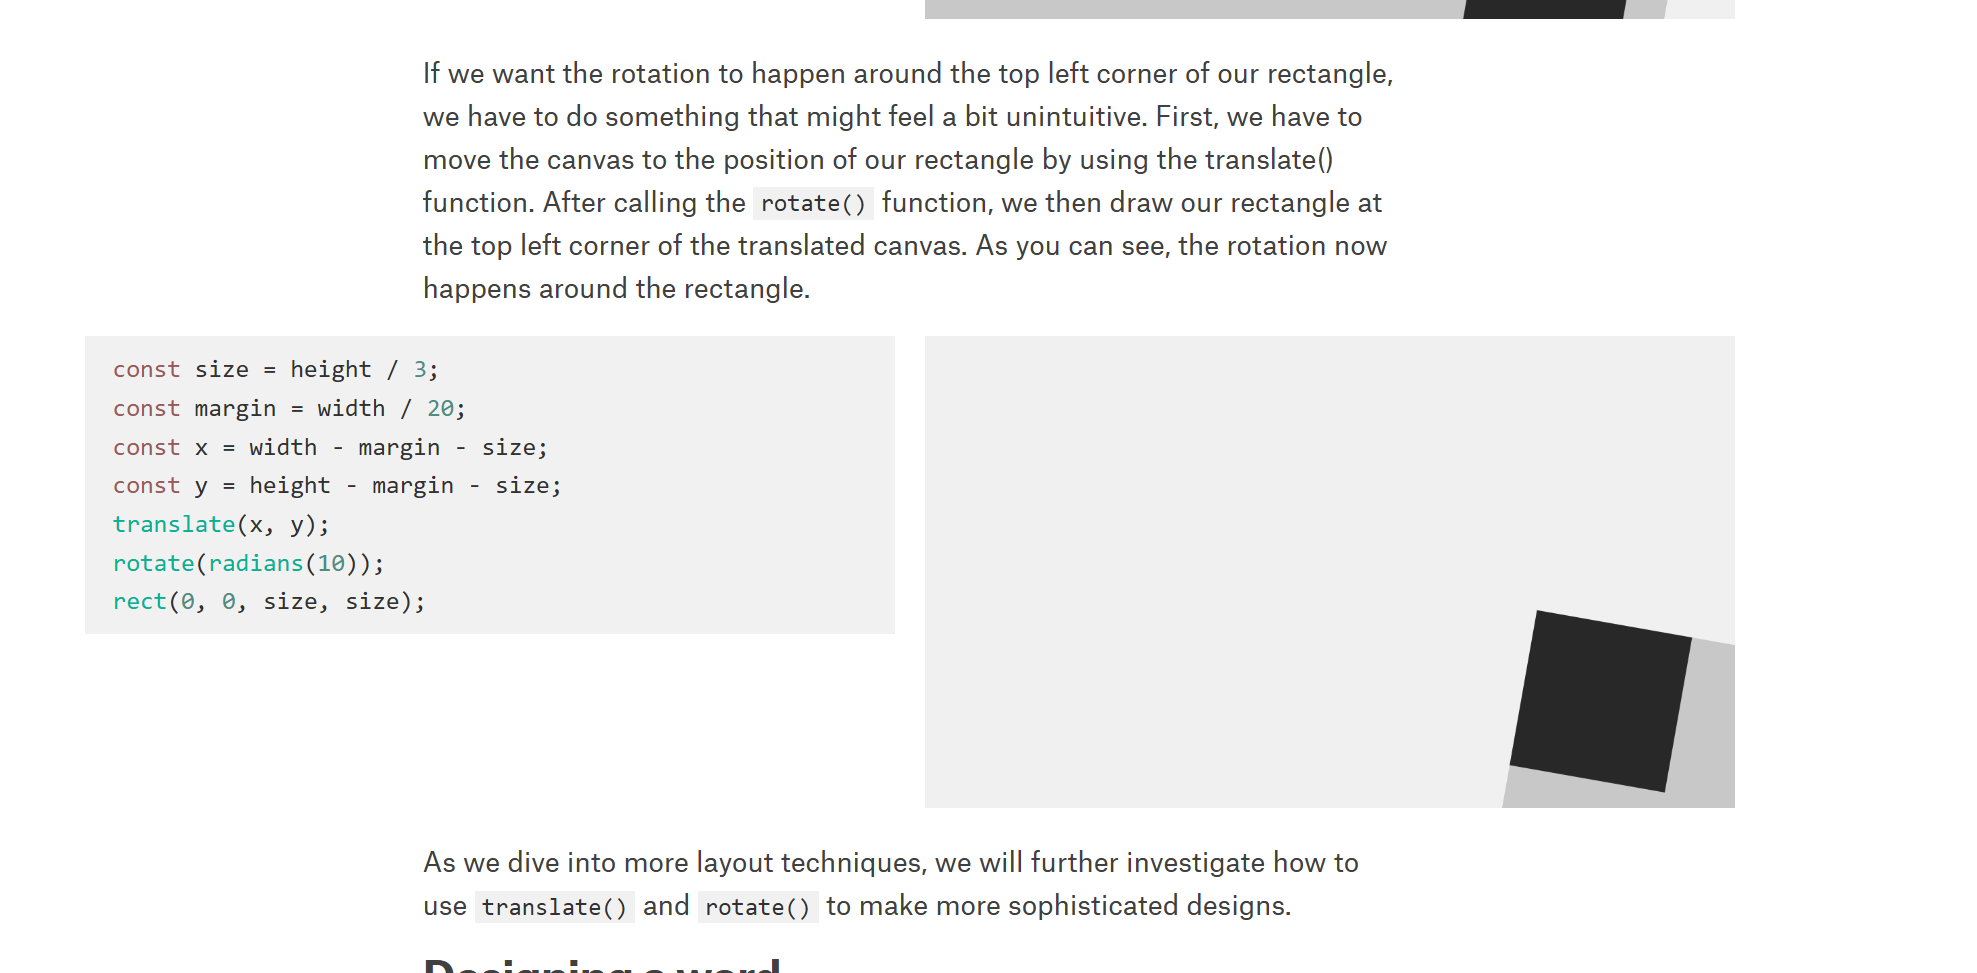 If we want the rotation to happen around the top left corner of our rectangle,
we have to do something that might feel a bit unintuitive. First, we have to
move the canvas to the position of our rectangle by using the translate()
function. After calling the rotate() function, we then draw our rectangle at
the top left corner of the translated canvas. As you can see, the rotation now
happens around the rectangle.
const size = height / 3;
const margin = width / 20;
const x = width - margin - size;
const y = height - margin - size;
translate(x, y);
rotate(radians(10));
rect(0, 0, size, size);
As we dive into more layout techniques, we will further investigate how to
use translate() and rotate() to make more sophisticated designs.
Designing a word